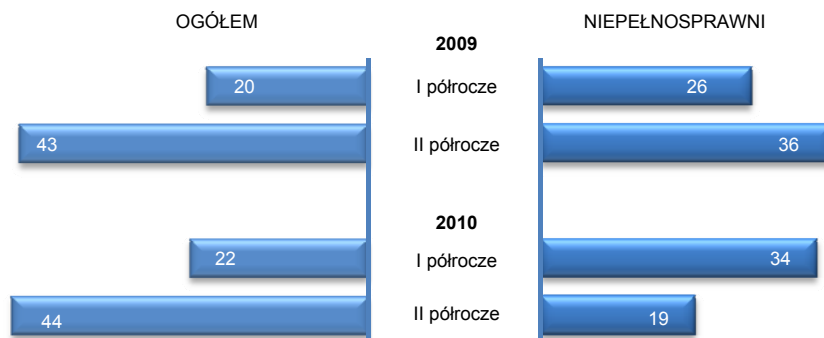 OGÓŁEM NIEPEŁNOSPRAWNI
2009
20 I półrocze 26
43 II półrocze 36
2010
22 I półrocze 34
44 II półrocze 19